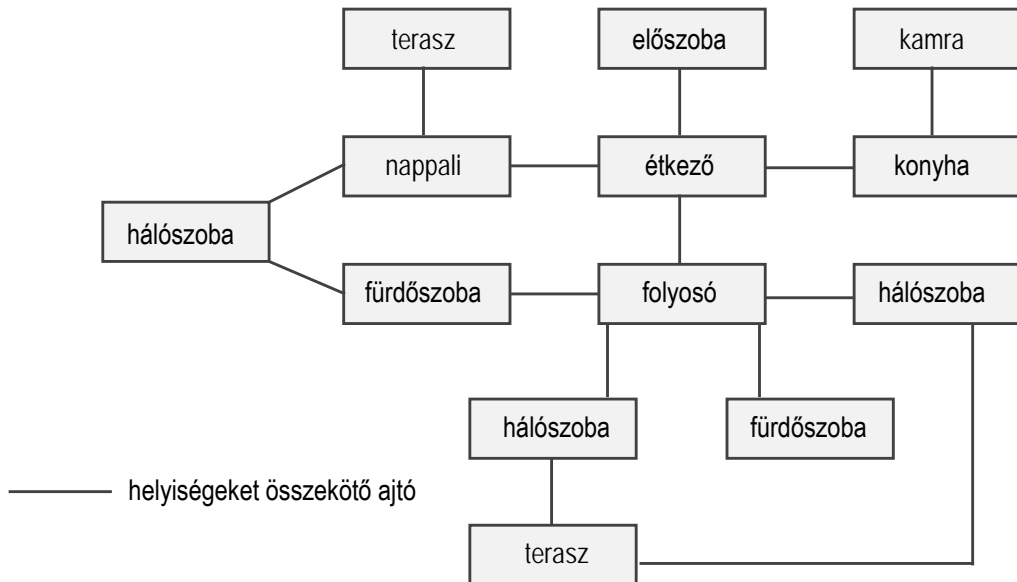 terasz
előszoba
kamra
nappali
étkező
konyha
hálószoba
fürdőszoba
folyosó
hálószoba
hálószoba
fürdőszoba
helyiségeket összekötő ajtó
terasz